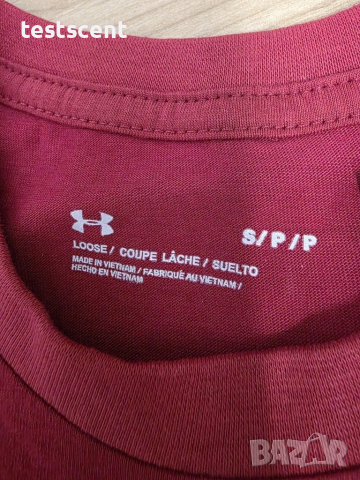 testscent
S/P/P
LOOSE / COUPE LÂCHE / SUELTO
MADE IN VIETNAM / FABRIQUÉ AU VIETNAM /
HECHO EN VIETNAM
BAZAR